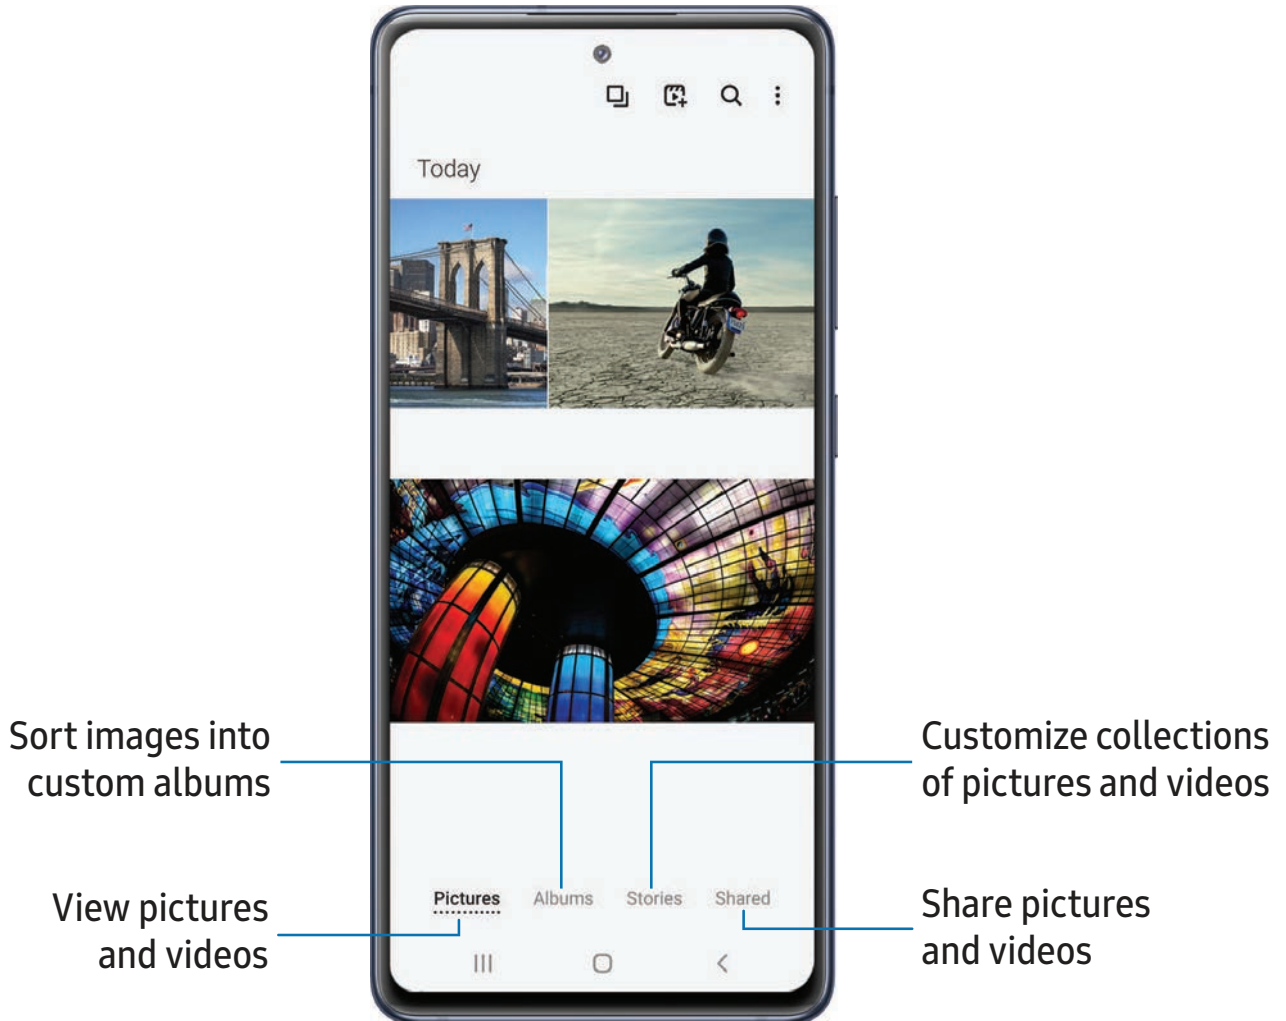 Today
Sort images into
custom albums
Customize collections
of pictures and videos
Pictures Albums Stories Shared
View pictures
and videos
Share pictures
and videos